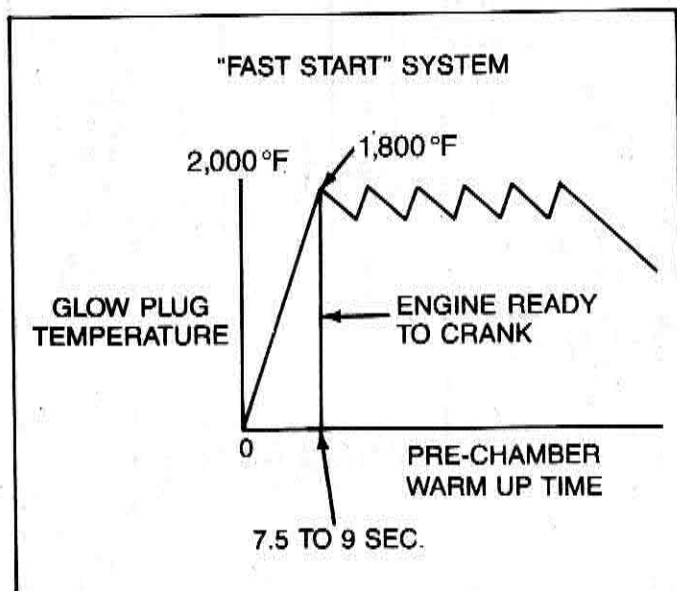 "FAST START" SYSTEM
2,000°F
1,800°F
GLOW PLUG
TEMPERATURE
ENGINE READY
TO CRANK
0
PRE-CHAMBER
WARM UP TIME
7.5 TO 9 SEC.